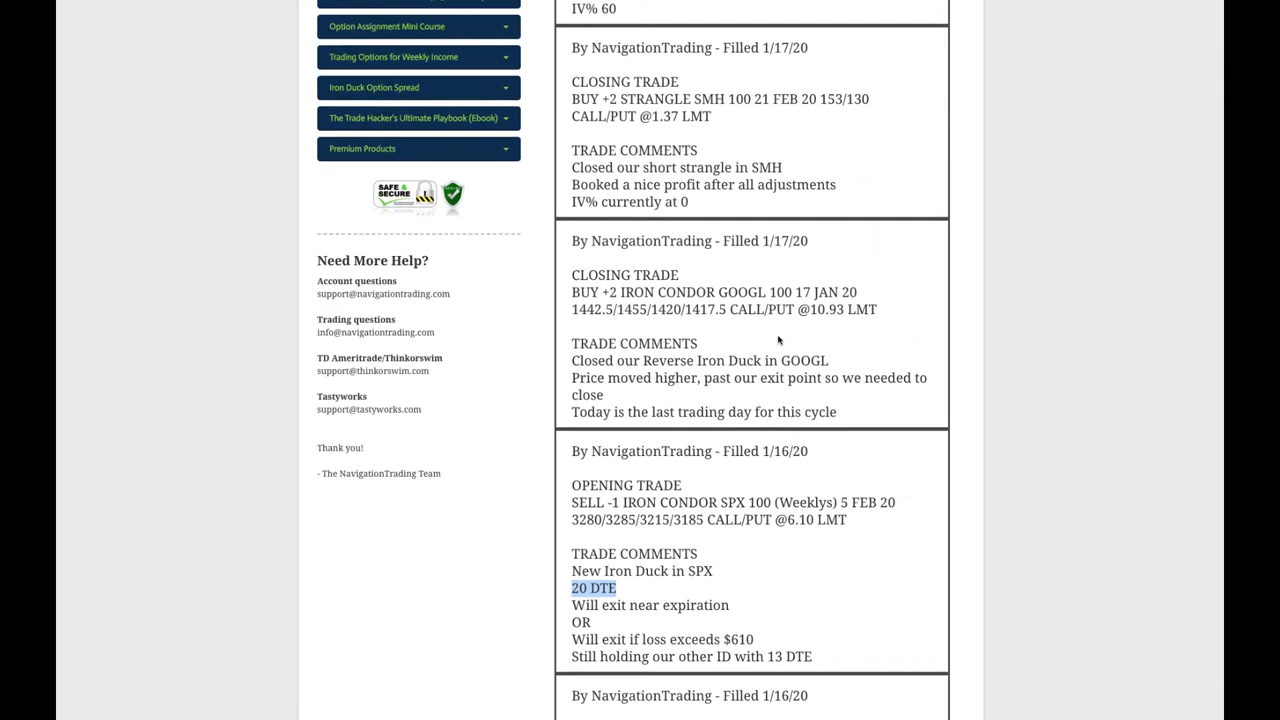 Option Assignment Mini Course
Trading Options for Weekly Income
Iron Duck Option Spread
The Trade Hacker's Ultimate Playbook (Ebook)
Premium Products
SAFE &
SECURE
Need More Help?
Account questions
support@navigationtrading.com
Trading questions
info@navigationtrading.com
TD Ameritrade/Thinkorswim
support@thinkorswim.com
Tastyworks
support@tastyworks.com
Thank you!
- The NavigationTrading Team
IV% 60
By NavigationTrading - Filled 1/17/20
CLOSING TRADE
BUY +2 STRANGLE SMH 100 21 FEB 20 153/130
CALL/PUT @1.37 LMT
TRADE COMMENTS
Closed our short strangle in SMH
Booked a nice profit after all adjustments
IV% currently at 0
By NavigationTrading - Filled 1/17/20
CLOSING TRADE
BUY +2 IRON CONDOR GOOGL 100 17 JAN 20
1442.5/1455/1420/1417.5 CALL/PUT @10.93 LMT
TRADE COMMENTS
Closed our Reverse Iron Duck in GOOGL
Price moved higher, past our exit point so we needed to
close
Today is the last trading day for this cycle
By NavigationTrading - Filled 1/16/20
OPENING TRADE
SELL -1 IRON CONDOR SPX 100 (Weeklys) 5 FEB 20
3280/3285/3215/3185 CALL/PUT @6.10 LMT
TRADE COMMENTS
New Iron Duck in SPX
20 DTE
Will exit near expiration
OR
Will exit if loss exceeds $610
Still holding our other ID with 13 DTE
By NavigationTrading - Filled 1/16/20